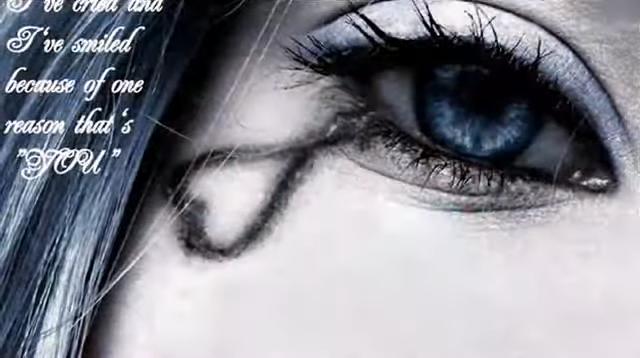 I've cried and
I've smiled
because of one
reason that's
"YOU"